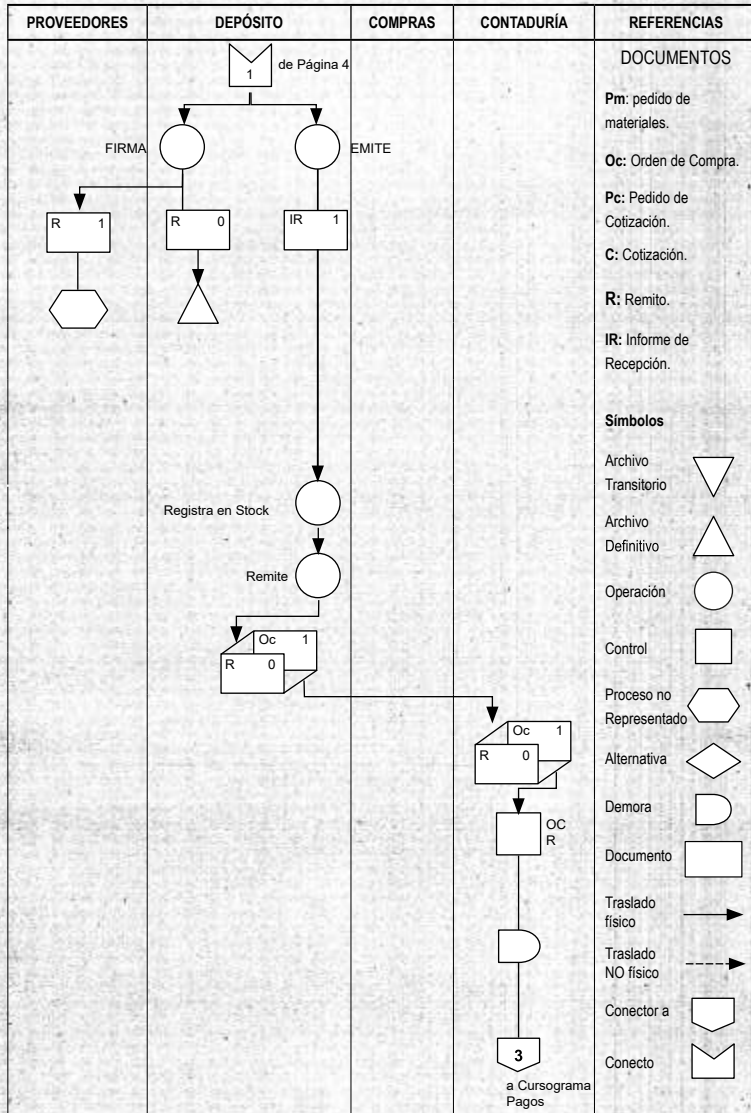 PROVEEDORES
DEPÓSITO
COMPRAS
CONTADURÍA
REFERENCIAS
1
de Página 4
FIRMA
EMITE
R 1
R 0
IR 1
Registra en Stock
Remite
Oc 1
R 0
Oc 1
R 0
OC
R
3
a Cursograma
Pagos
DOCUMENTOS
Pm: pedido de
materiales.
Oc: Orden de Compra.
Pc: Pedido de
Cotización.
C: Cotización.
R: Remito.
IR: Informe de
Recepción.
Símbolos
Archivo
Transitorio
Archivo
Definitivo
Operación
Control
Proceso no
Representado
Alternativa
Demora
Documento
Traslado
físico
Traslado
NO físico
Conector a
Conecto